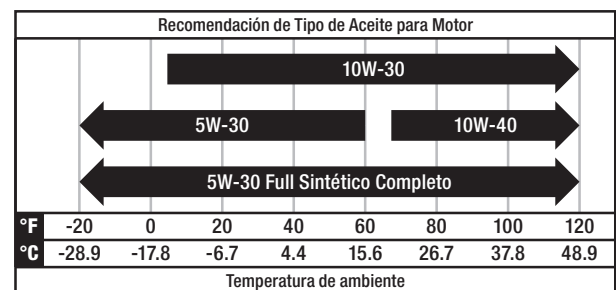 Recomendación de Tipo de Aceite para Motor
10W-30
5W-30 10W-40
5W-30 Full Sintético Completo
°F -20 0 20 40 60 80 100 120
°C -28.9 -17.8 -6.7 4.4 15.6 26.7 37.8 48.9
Temperatura de ambiente